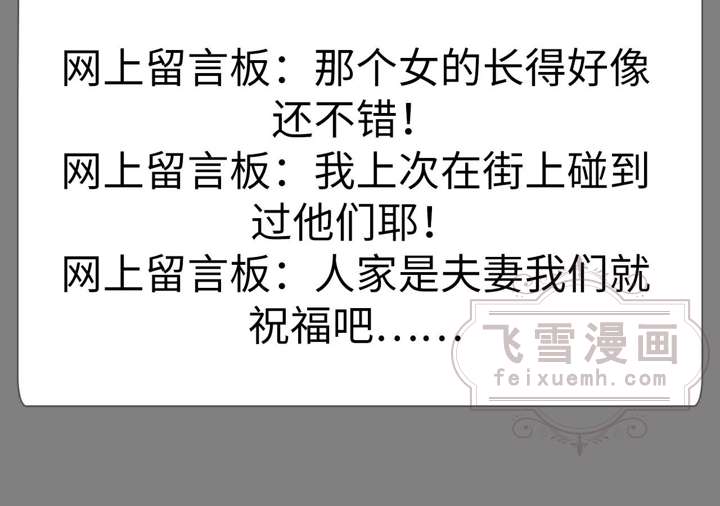 网上留言板：那个女的长得好像
还不错！
网上留言板：我上次在街上碰到
过他们耶！
网上留言板：人家是夫妻我们就
祝福吧……
飞雪漫画
feixuemh.com